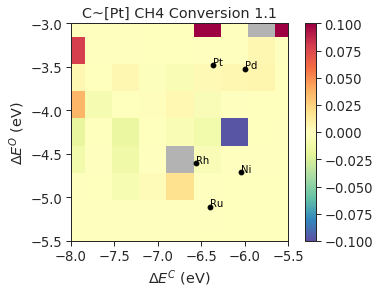 C~[Pt] CH4 Conversion 1.1
ΔE^O (eV)
−3.0
−3.5
−4.0
−4.5
−5.0
−5.5
Pt
Pd
Rh
Ni
Ru
−8.0 −7.5 −7.0 −6.5 −6.0 −5.5
ΔE^C (eV)
0.100
0.075
0.050
0.025
0.000
−0.025
−0.050
−0.075
−0.100